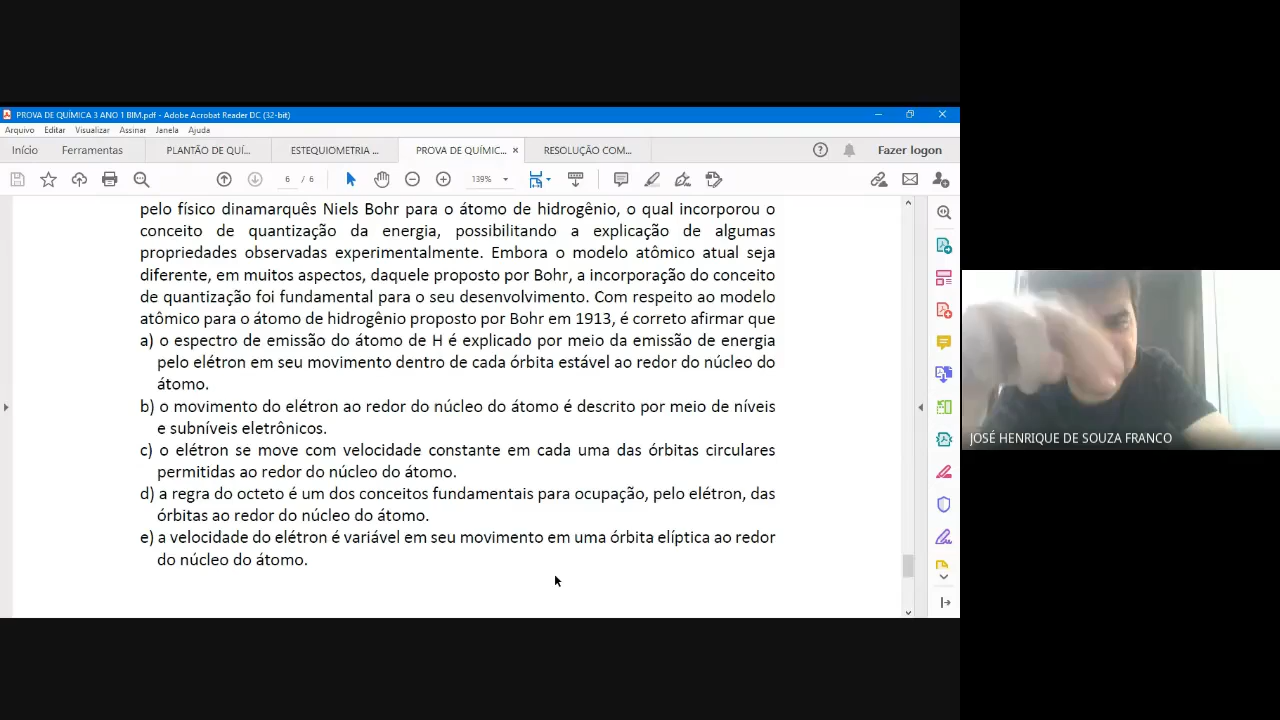 PROVA DE QUÍMICA 3 ANO 1 BIM.pdf - Adobe Acrobat Reader DC (32-bit)
Arquivo Editar Visualizar Assinar Janela Ajuda
Início Ferramentas PLANTÃO DE QUÍ... ESTEQUIOMETRIA ... PROVA DE QUÍMIC... × RESOLUÇÃO COM... Fazer logon
6 / 6 139%
pelo físico dinamarquês Niels Bohr para o átomo de hidrogênio, o qual incorporou o
conceito de quantização da energia, possibilitando a explicação de algumas
propriedades observadas experimentalmente. Embora o modelo atômico atual seja
diferente, em muitos aspectos, daquele proposto por Bohr, a incorporação do conceito
de quantização foi fundamental para o seu desenvolvimento. Com respeito ao modelo
atômico para o átomo de hidrogênio proposto por Bohr em 1913, é correto afirmar que
a) o espectro de emissão do átomo de H é explicado por meio da emissão de energia
pelo elétron em seu movimento dentro de cada órbita estável ao redor do núcleo do
átomo.
b) o movimento do elétron ao redor do núcleo do átomo é descrito por meio de níveis
e subníveis eletrônicos.
c) o elétron se move com velocidade constante em cada uma das órbitas circulares
permitidas ao redor do núcleo do átomo.
d) a regra do octeto é um dos conceitos fundamentais para ocupação, pelo elétron, das
órbitas ao redor do núcleo do átomo.
e) a velocidade do elétron é variável em seu movimento em uma órbita elíptica ao redor
do núcleo do átomo.
JOSÉ HENRIQUE DE SOUZA FRANCO